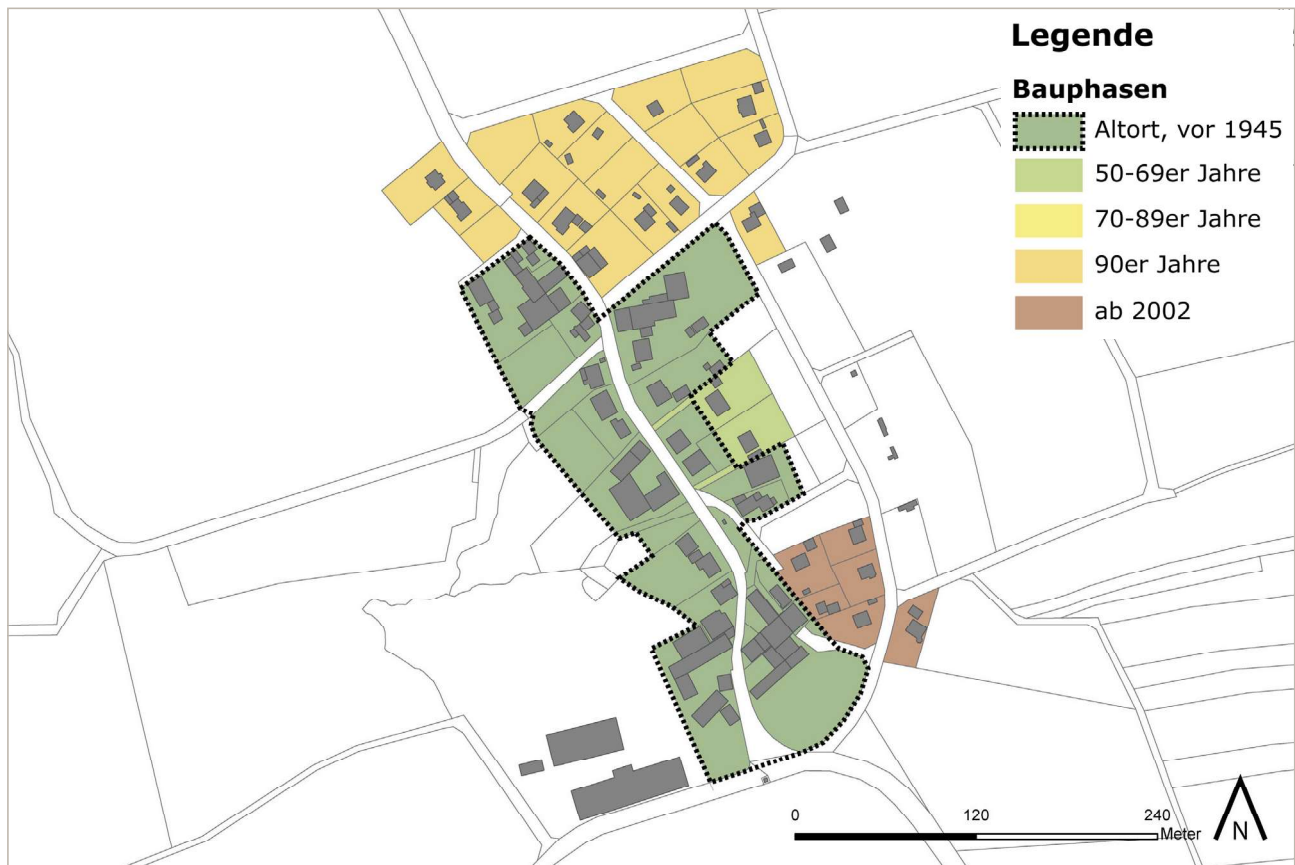 Legende
Bauphasen
Altort, vor 1945
50-69er Jahre
70-89er Jahre
90er Jahre
ab 2002
0 120 240
Meter
N